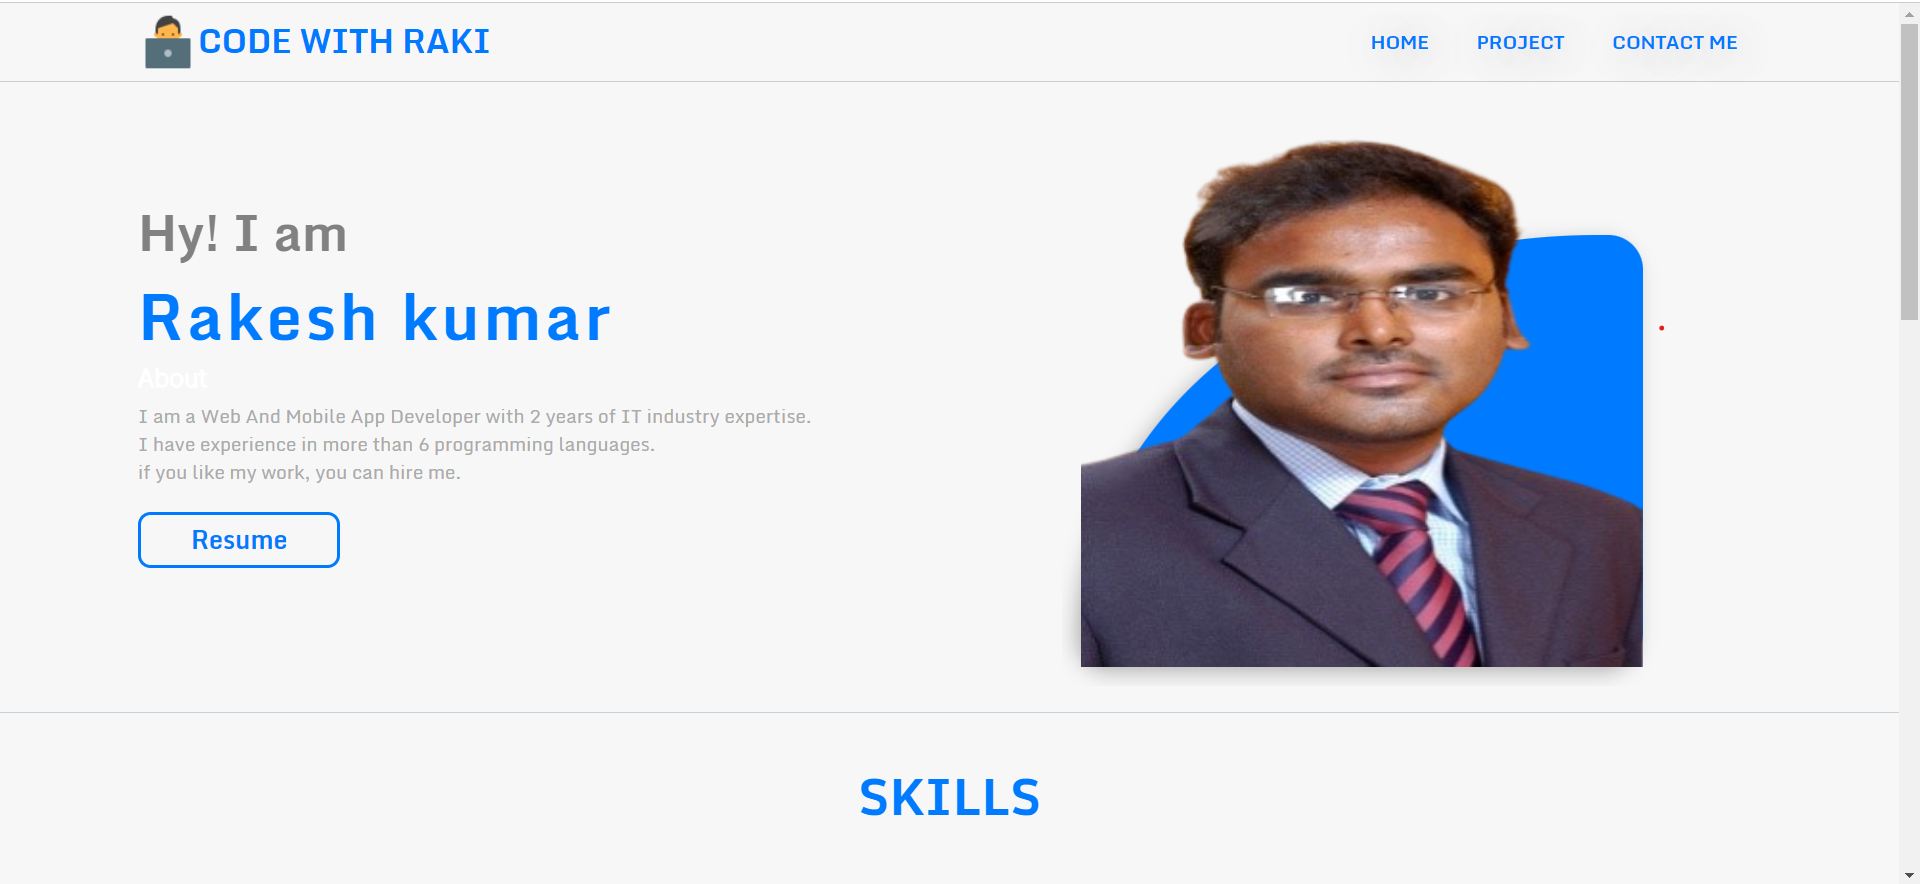 CODE WITH RAKI
HOME PROJECT CONTACT ME
Hy! I am
Rakesh kumar
About
I am a Web And Mobile App Developer with 2 years of IT industry expertise.
I have experience in more than 6 programming languages.
if you like my work, you can hire me.
Resume
SKILLS